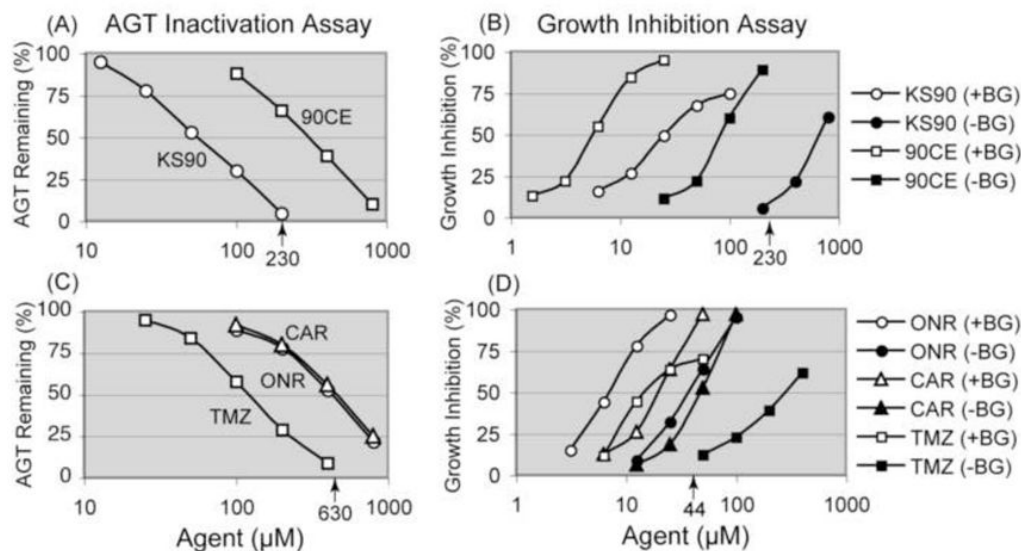 (A) AGT Inactivation Assay
AGT Remaining (%)
100
75
50
25
0
10
100
1000
230
KS90
90CE
(B) Growth Inhibition Assay
Growth Inhibition (%)
100
75
50
25
0
1
10
100
1000
230
KS90 (+BG)
KS90 (-BG)
90CE (+BG)
90CE (-BG)
(C)
AGT Remaining (%)
100
75
50
25
0
10
100
1000
630
CAR
ONR
TMZ
Agent (µM)
(D)
Growth Inhibition (%)
100
75
50
25
0
1
10
100
1000
44
Agent (µM)
ONR (+BG)
ONR (-BG)
CAR (+BG)
CAR (-BG)
TMZ (+BG)
TMZ (-BG)